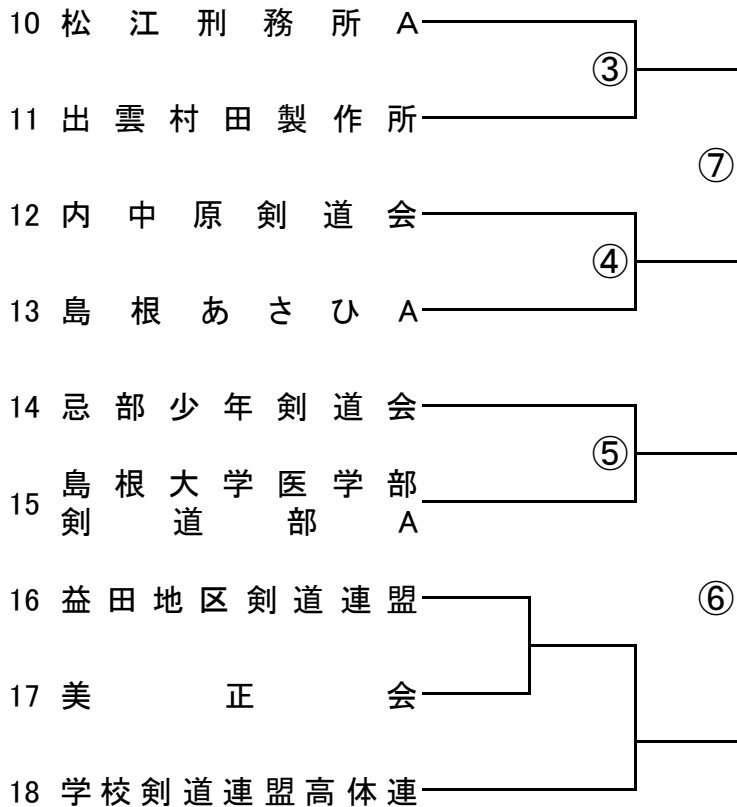 10 松江刑務所A
③
11 出雲村田製作所
⑦
12 内中原剣道会
④
13 島根あさひA
14 忌部少年剣道会
⑤
15 島根大学医学部
剣道部A
16 益田地区剣道連盟
⑥
17 美正会
18 学校剣道連盟高体連